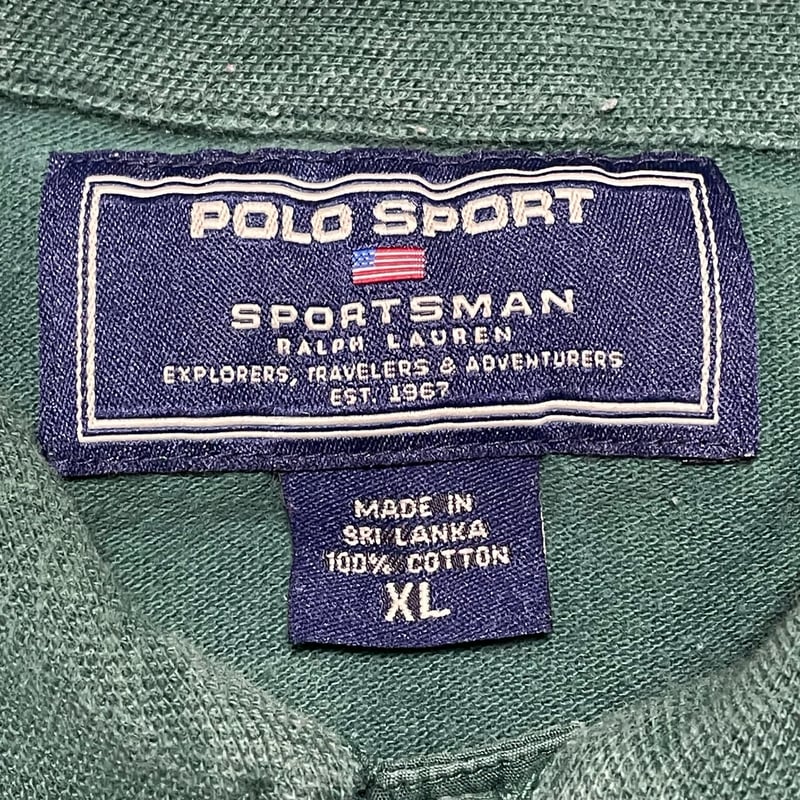 POLO SPORT
SPORTSMAN
RALPH LAUREN
EXPLORERS, TRAVELERS & ADVENTURERS
EST. 1967
MADE IN
SRI LANKA
100% COTTON
XL